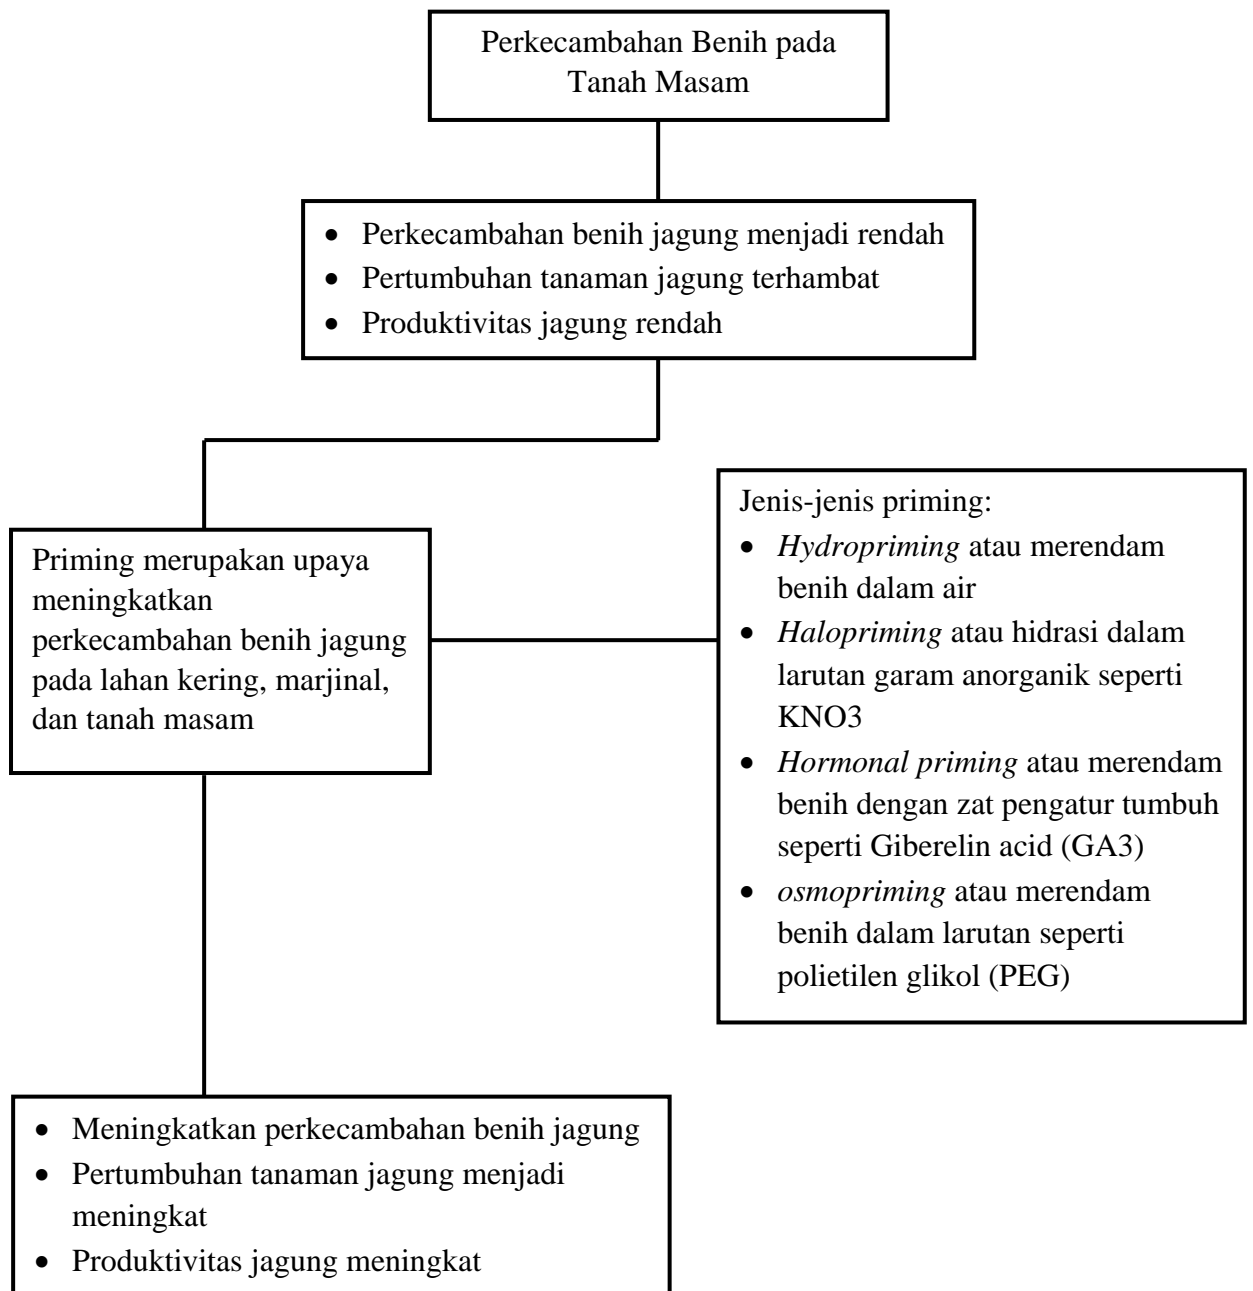 Perkecambahan Benih pada
Tanah Masam
• Perkecambahan benih jagung menjadi rendah
• Pertumbuhan tanaman jagung terhambat
• Produktivitas jagung rendah
Priming merupakan upaya
meningkatkan
perkecambahan benih jagung
pada lahan kering, marjinal,
dan tanah masam
Jenis-jenis priming:
• Hydropriming atau merendam
benih dalam air
• Halopriming atau hidrasi dalam
larutan garam anorganik seperti
KNO3
• Hormonal priming atau merendam
benih dengan zat pengatur tumbuh
seperti Giberelin acid (GA3)
• osmopriming atau merendam
benih dalam larutan seperti
polietilen glikol (PEG)
• Meningkatkan perkecambahan benih jagung
• Pertumbuhan tanaman jagung menjadi
meningkat
• Produktivitas jagung meningkat